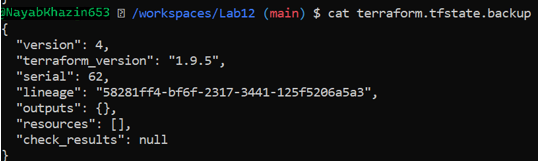 @NayabKhazin653 /workspaces/Lab12 (main) $ cat terraform.tfstate.backup
{
  "version": 4,
  "terraform_version": "1.9.5",
  "serial": 62,
  "lineage": "58281ff4-bf6f-2317-3441-125f5206a5a3",
  "outputs": {},
  "resources": [],
  "check_results": null
}